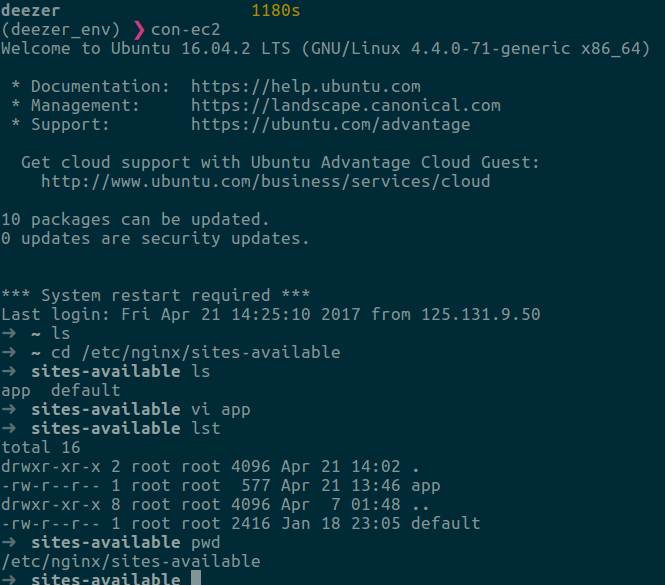 deezer 1180s
(deezer_env) ❯ con-ec2
Welcome to Ubuntu 16.04.2 LTS (GNU/Linux 4.4.0-71-generic x86_64)
* Documentation: https://help.ubuntu.com
* Management: https://landscape.canonical.com
* Support: https://ubuntu.com/advantage
Get cloud support with Ubuntu Advantage Cloud Guest:
http://www.ubuntu.com/business/services/cloud
10 packages can be updated.
0 updates are security updates.
*** System restart required ***
Last login: Fri Apr 21 14:25:10 2017 from 125.131.9.50
➜ ~ ls
➜ ~ cd /etc/nginx/sites-available
➜ sites-available ls
app default
➜ sites-available vi app
➜ sites-available lst
total 16
drwxr-xr-x 2 root root 4096 Apr 21 14:02 .
-rw-r--r-- 1 root root 577 Apr 21 13:46 app
drwxr-xr-x 8 root root 4096 Apr 7 01:48 ..
-rw-r--r-- 1 root root 2416 Jan 18 23:05 default
➜ sites-available pwd
/etc/nginx/sites-available
➜ sites-available